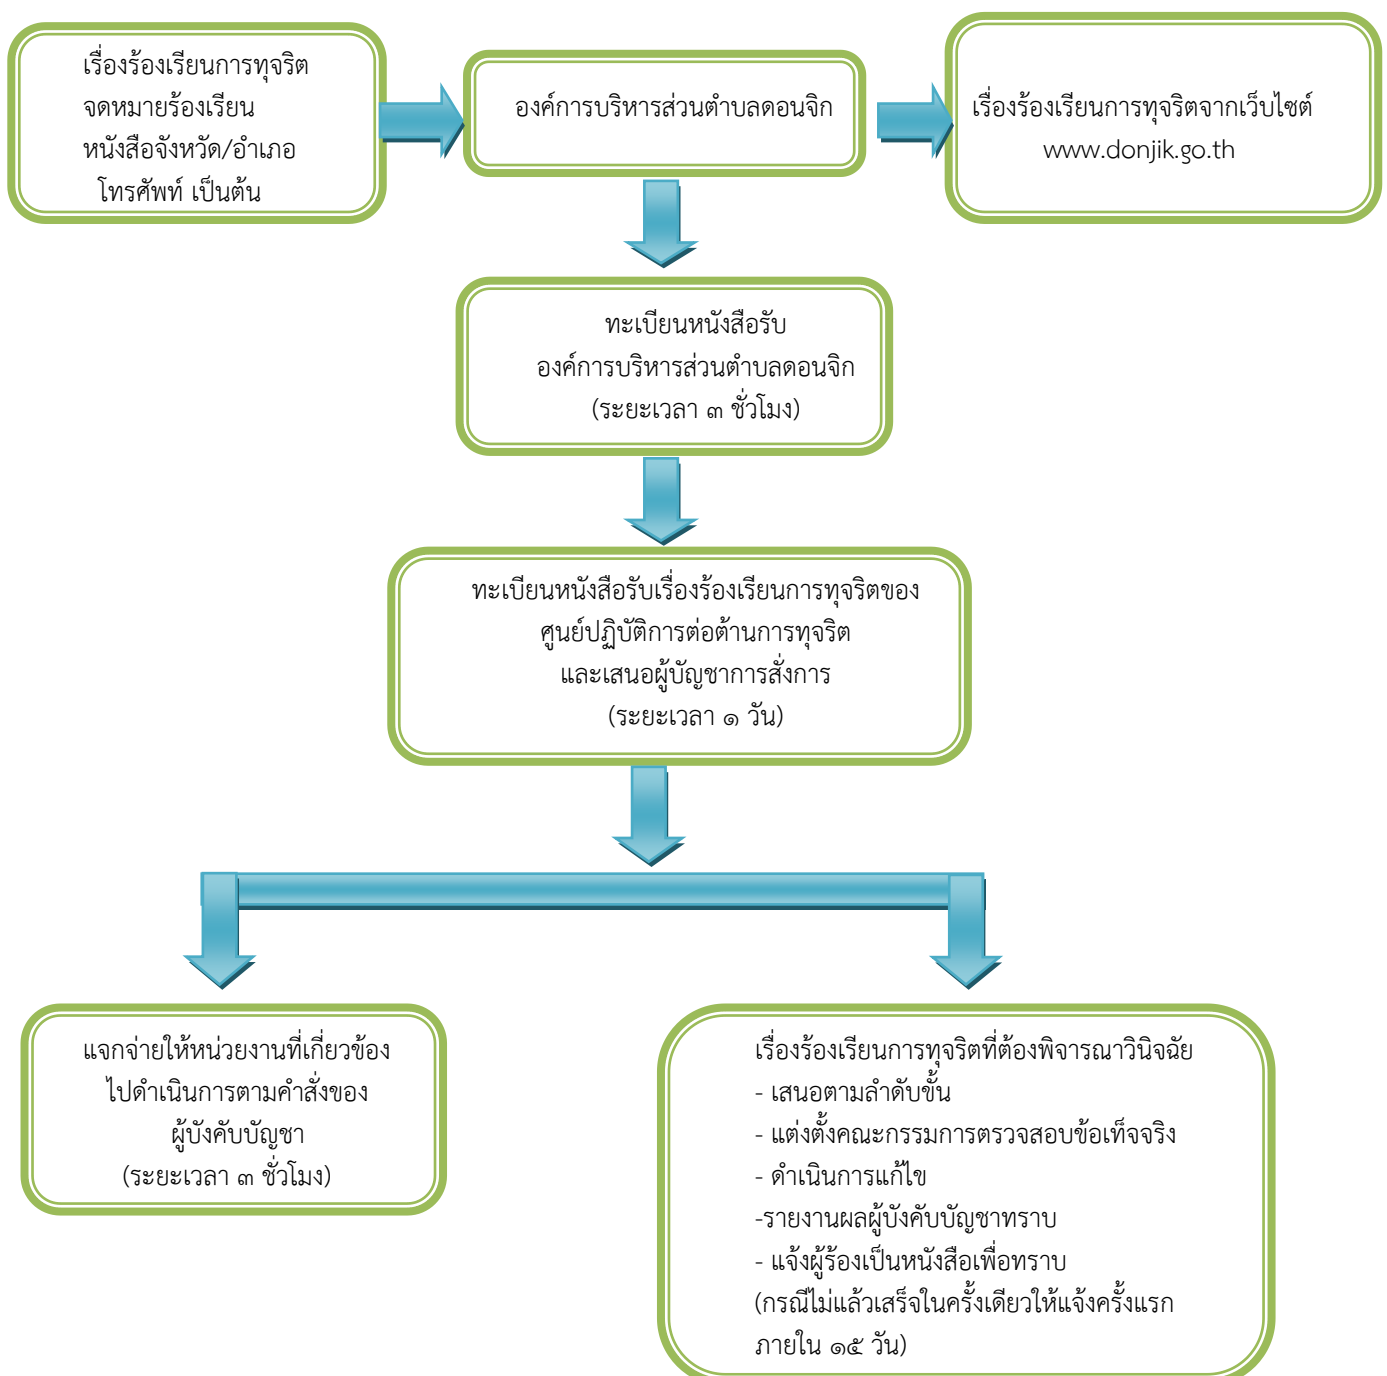 เรื่องร้องเรียนการทุจริต
จดหมายร้องเรียน
หนังสือจังหวัด/อำเภอ
โทรศัพท์ เป็นต้น
องค์การบริหารส่วนตำบลดอนจิก
เรื่องร้องเรียนการทุจริตจากเว็บไซต์
www.donjik.go.th
ทะเบียนหนังสือรับ
องค์การบริหารส่วนตำบลดอนจิก
(ระยะเวลา ๓ ชั่วโมง)
ทะเบียนหนังสือรับเรื่องร้องเรียนการทุจริตของ
ศูนย์ปฏิบัติการต่อต้านการทุจริต
และเสนอผู้บัญชาการสั่งการ
(ระยะเวลา ๑ วัน)
แจกจ่ายให้หน่วยงานที่เกี่ยวข้อง
ไปดำเนินการตามคำสั่งของ
ผู้บังคับบัญชา
(ระยะเวลา ๓ ชั่วโมง)
เรื่องร้องเรียนการทุจริตที่ต้องพิจารณาวินิจฉัย
- เสนอตามลำดับขั้น
- แต่งตั้งคณะกรรมการตรวจสอบข้อเท็จจริง
- ดำเนินการแก้ไข
-รายงานผลผู้บังคับบัญชาทราบ
- แจ้งผู้ร้องเป็นหนังสือเพื่อทราบ
(กรณีไม่แล้วเสร็จในครั้งเดียวให้แจ้งครั้งแรก
ภายใน ๑๕ วัน)